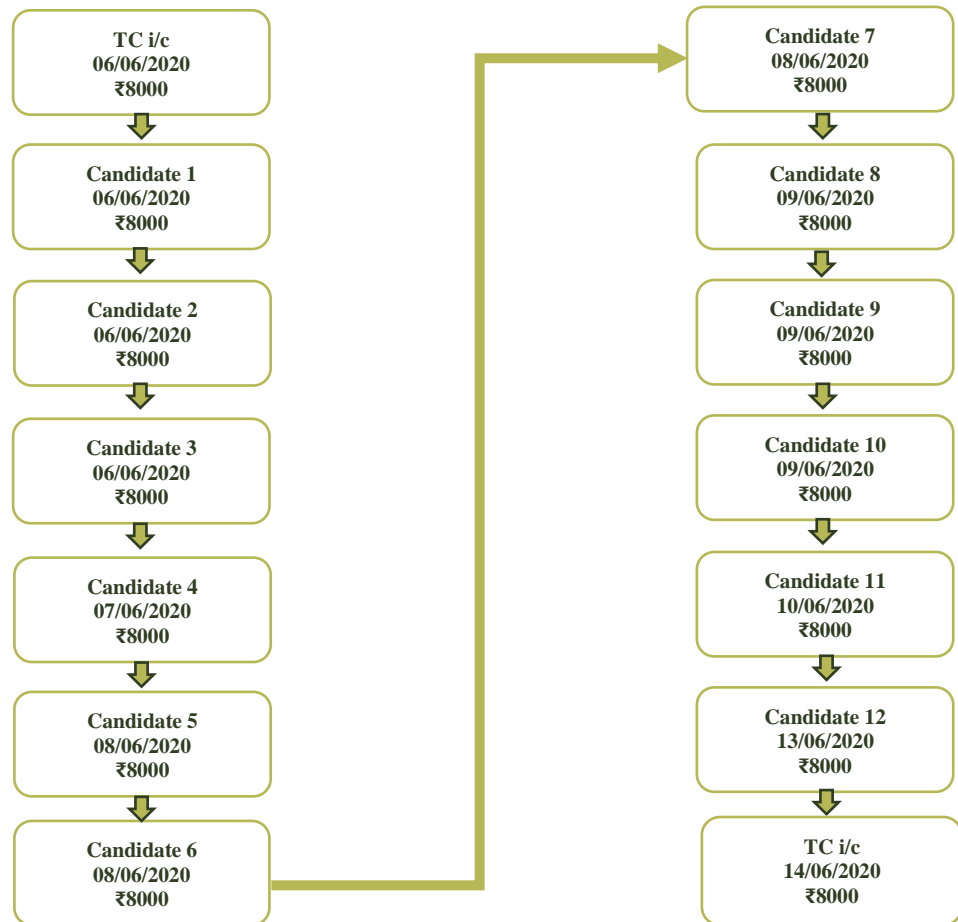 TC i/c
06/06/2020
₹8000
Candidate 1
06/06/2020
₹8000
Candidate 2
06/06/2020
₹8000
Candidate 3
06/06/2020
₹8000
Candidate 4
07/06/2020
₹8000
Candidate 5
08/06/2020
₹8000
Candidate 6
08/06/2020
₹8000
Candidate 7
08/06/2020
₹8000
Candidate 8
09/06/2020
₹8000
Candidate 9
09/06/2020
₹8000
Candidate 10
09/06/2020
₹8000
Candidate 11
10/06/2020
₹8000
Candidate 12
13/06/2020
₹8000
TC i/c
14/06/2020
₹8000